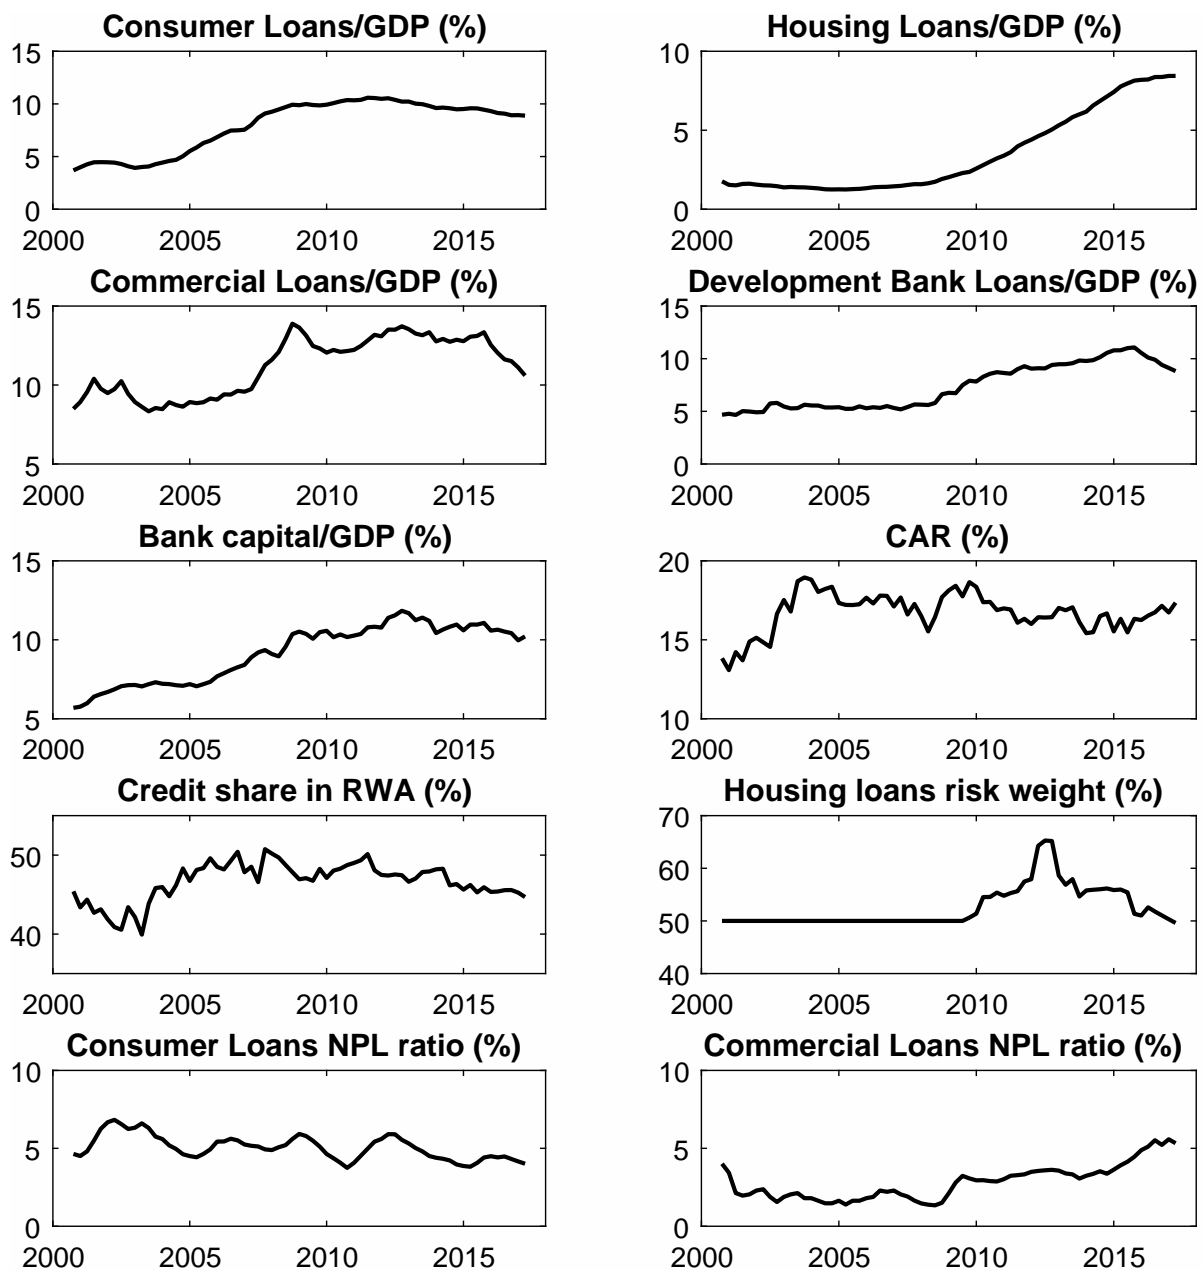 Consumer Loans/GDP (%)
15
10
5
0
2000 2005 2010 2015
Housing Loans/GDP (%)
10
5
0
2000 2005 2010 2015
Commercial Loans/GDP (%)
15
10
5
2000 2005 2010 2015
Development Bank Loans/GDP (%)
15
10
5
0
2000 2005 2010 2015
Bank capital/GDP (%)
15
10
5
2000 2005 2010 2015
CAR (%)
20
15
10
2000 2005 2010 2015
Credit share in RWA (%)
50
40
2000 2005 2010 2015
Housing loans risk weight (%)
70
60
50
40
2000 2005 2010 2015
Consumer Loans NPL ratio (%)
10
5
0
2000 2005 2010 2015
Commercial Loans NPL ratio (%)
10
5
0
2000 2005 2010 2015